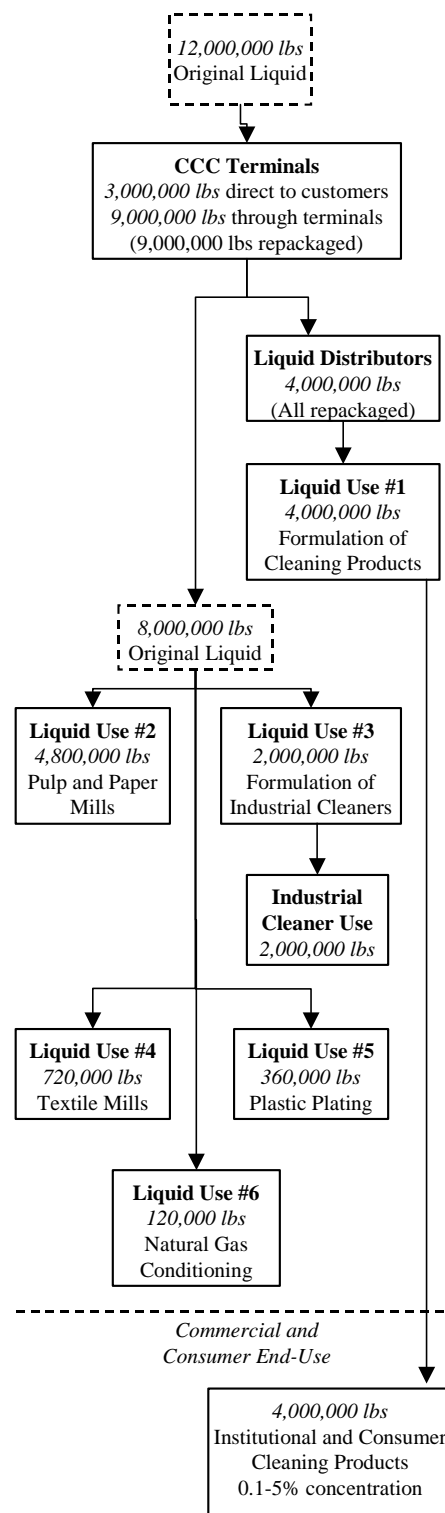 12,000,000 lbs
Original Liquid
CCC Terminals
3,000,000 lbs direct to customers
9,000,000 lbs through terminals
(9,000,000 lbs repackaged)
Liquid Distributors
4,000,000 lbs
(All repackaged)
Liquid Use #1
4,000,000 lbs
Formulation of
Cleaning Products
8,000,000 lbs
Original Liquid
Liquid Use #2
4,800,000 lbs
Pulp and Paper
Mills
Liquid Use #3
2,000,000 lbs
Formulation of
Industrial Cleaners
Industrial
Cleaner Use
2,000,000 lbs
Liquid Use #4
720,000 lbs
Textile Mills
Liquid Use #5
360,000 lbs
Plastic Plating
Liquid Use #6
120,000 lbs
Natural Gas
Conditioning
Commercial and
Consumer End-Use
4,000,000 lbs
Institutional and Consumer
Cleaning Products
0.1-5% concentration